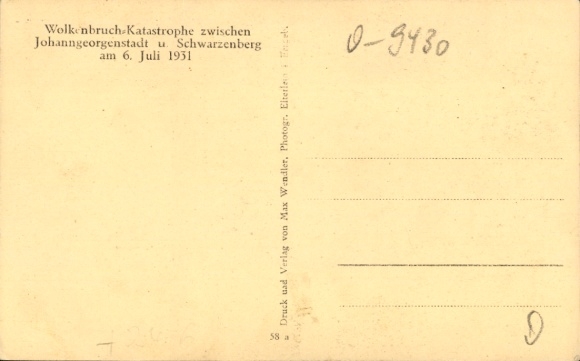 Wolkenbruch-Katastrophe zwischen
Johanngeorgenstadt u. Schwarzenberg
am 6. Juli 1931
Druck und Verlag von Max Wendler, Photogr. Elterlein i. Erzgeb.
58 a
O-9430
D